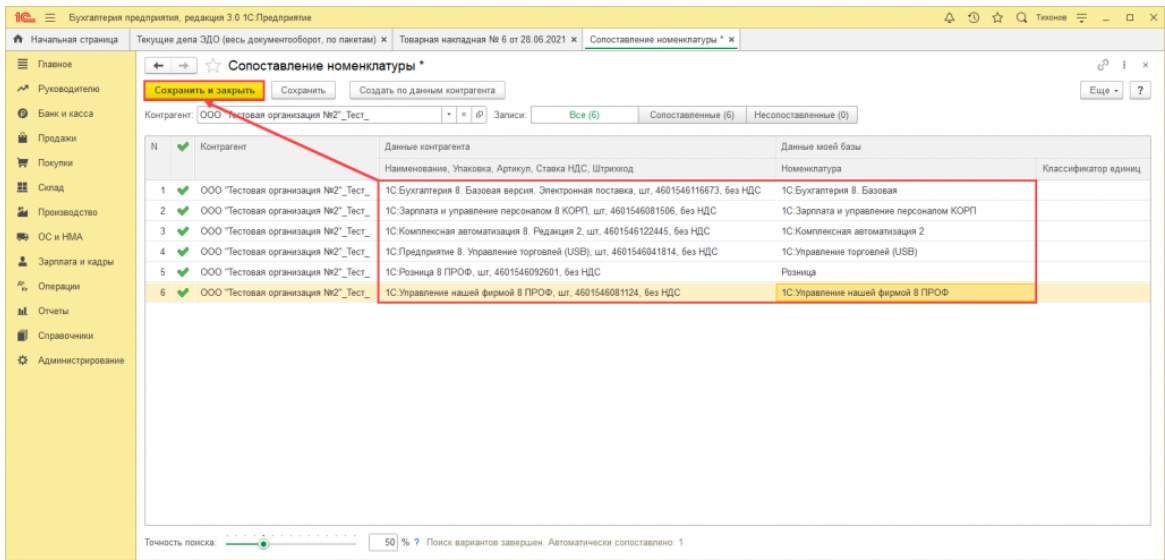 1С Бухгалтерия предприятия, редакция 3.0 1С:Предприятие Тихонов
Начальная страница Текущие дела ЭДО (весь документооборот, по пакетам) × Товарная накладная № 6 от 28.06.2021 × Сопоставление номенклатуры * ×
Главное
Руководителю
Банк и касса
Продажи
Покупки
Склад
Производство
ОС и НМА
Зарплата и кадры
Операции
Отчеты
Справочники
Администрирование
Сопоставление номенклатуры *
Сохранить и закрыть Сохранить Создать по данным контрагента Еще ?
Контрагент: ООО "Тестовая организация №2"_Тест_ Записи: Все (6) Сопоставленные (6) Несопоставленные (0)
N Контрагент Данные контрагента Данные моей базы
Наименование, Упаковка, Артикул, Ставка НДС, Штрихкод Номенклатура Классификатор единиц
1 ООО "Тестовая организация №2"_Тест_ 1С:Бухгалтерия 8. Базовая версия. Электронная поставка, шт, 4601546116673, без НДС 1С:Бухгалтерия 8. Базовая
2 ООО "Тестовая организация №2"_Тест_ 1С:Зарплата и управление персоналом 8 КОРП, шт, 4601546081506, без НДС 1С:Зарплата и управление персоналом КОРП
3 ООО "Тестовая организация №2"_Тест_ 1С:Комплексная автоматизация 8. Редакция 2, шт, 4601546122445, без НДС 1С:Комплексная автоматизация 2
4 ООО "Тестовая организация №2"_Тест_ 1С:Предприятие 8. Управление торговлей (USB), шт, 4601546041814, без НДС 1С:Управление торговлей (USB)
5 ООО "Тестовая организация №2"_Тест_ 1С:Розница 8 ПРОФ, шт, 4601546092601, без НДС Розница
6 ООО "Тестовая организация №2"_Тест_ 1С:Управление нашей фирмой 8 ПРОФ, шт, 4601546081124, без НДС 1С:Управление нашей фирмой 8 ПРОФ
Точность поиска: 50 % ? Поиск вариантов завершен. Автоматически сопоставлено: 1